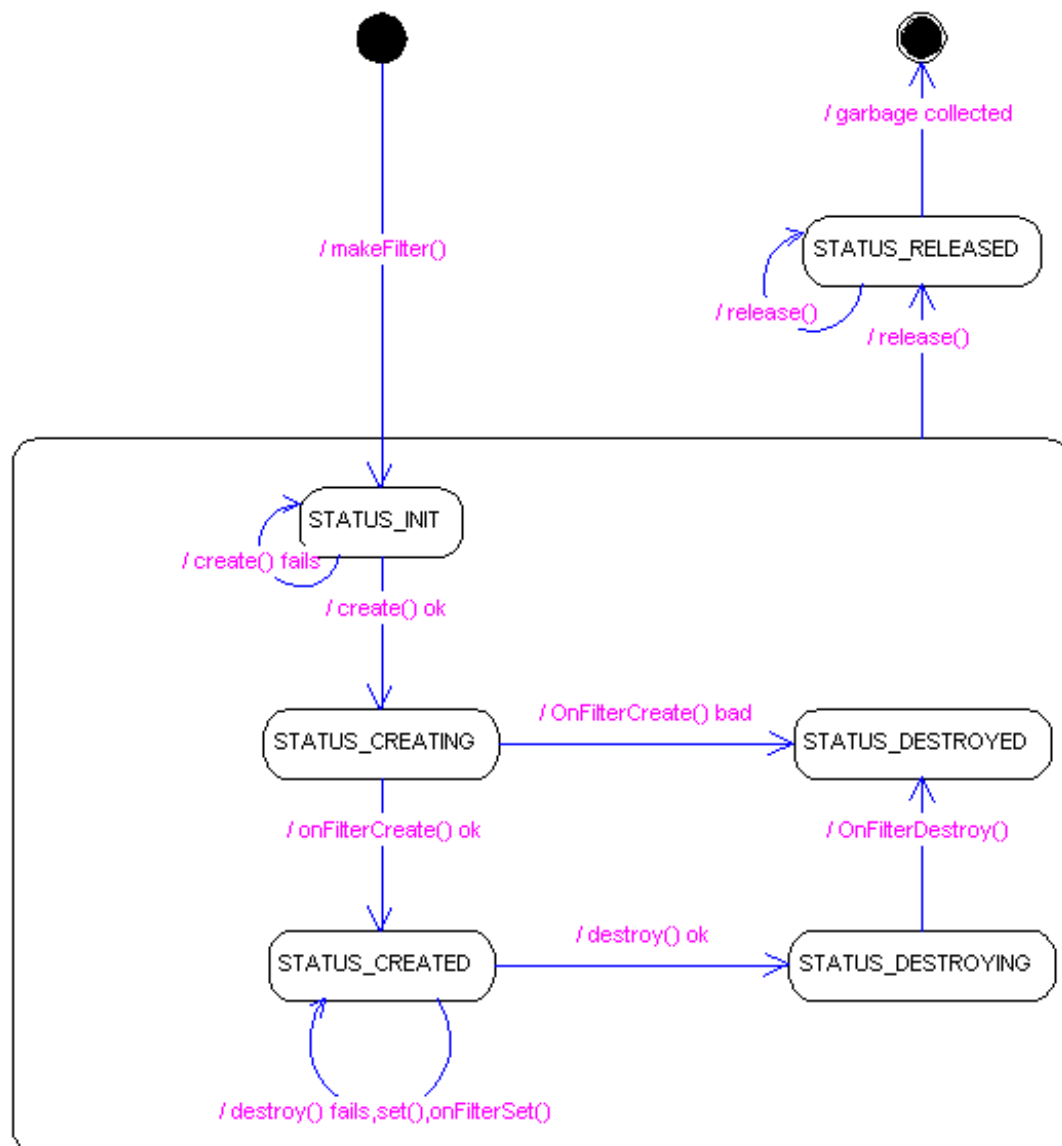 / garbage collected
/ makeFilter()
STATUS_RELEASED
/ release()
/ release()
STATUS_INIT
/ create() fails
/ create() ok
/ OnFilterCreate() bad
STATUS_CREATING
STATUS_DESTROYED
/ onFilterCreate() ok
/ OnFilterDestroy()
/ destroy() ok
STATUS_CREATED
STATUS_DESTROYING
/ destroy() fails,set(),onFilterSet()